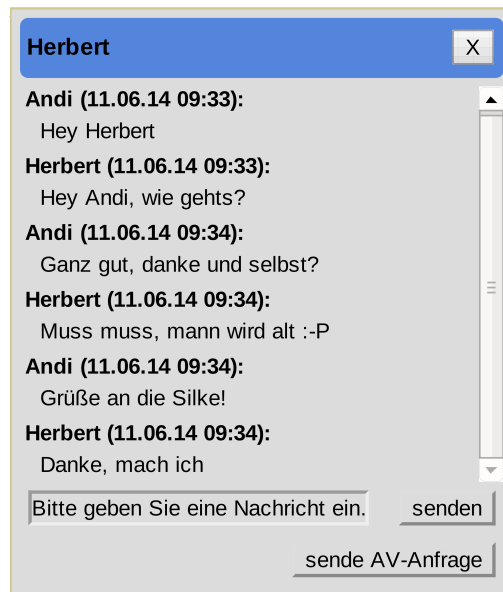 Herbert
X
Andi (11.06.14 09:33):
Hey Herbert
Herbert (11.06.14 09:33):
Hey Andi, wie gehts?
Andi (11.06.14 09:34):
Ganz gut, danke und selbst?
Herbert (11.06.14 09:34):
Muss muss, mann wird alt :-P
Andi (11.06.14 09:34):
Grüße an die Silke!
Herbert (11.06.14 09:34):
Danke, mach ich
Bitte geben Sie eine Nachricht ein.
senden
sende AV-Anfrage